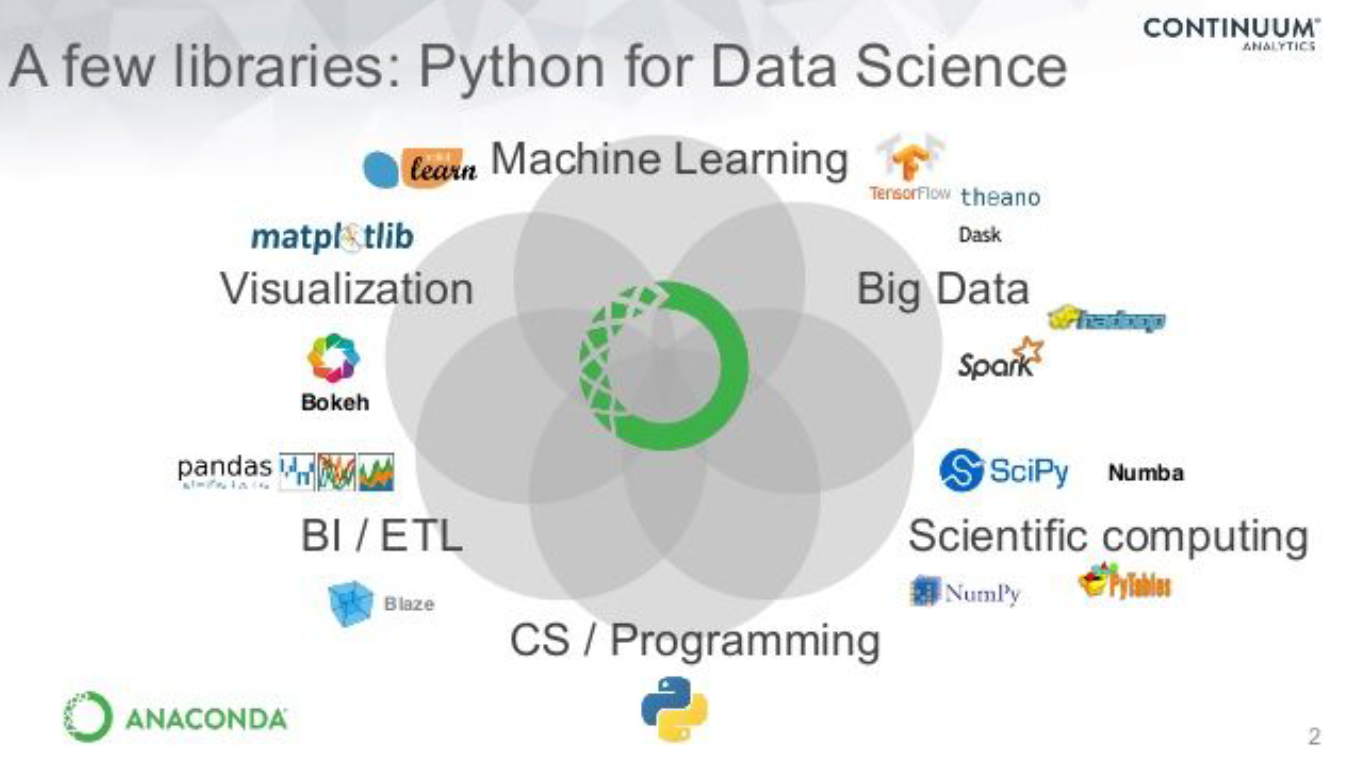 CONTINUUM®
ANALYTICS
A few libraries: Python for Data Science
learn
Machine Learning
TensorFlow
theano
matplotlib
Dask
Visualization
Big Data
hadoop
Spark
Bokeh
pandas
SciPy
Numba
BI / ETL
Scientific computing
Blaze
NumPy
PyTables
CS / Programming
ANACONDA
2